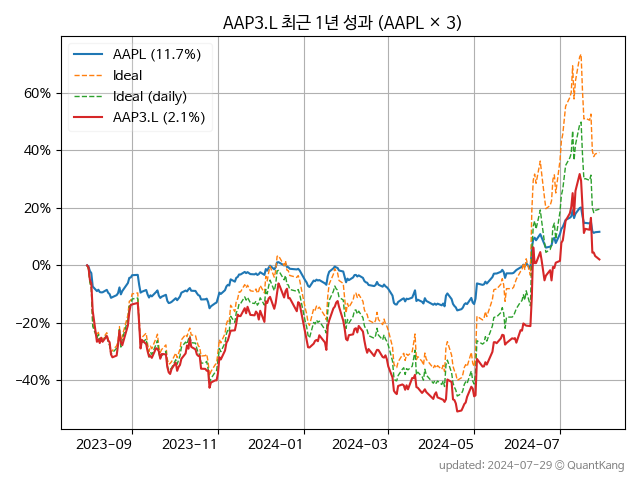 AAP3.L 최근 1년 성과 (AAPL × 3)
AAPL (11.7%)
Ideal
Ideal (daily)
AAP3.L (2.1%)
60%
40%
20%
0%
−20%
−40%
2023-09 2023-11 2024-01 2024-03 2024-05 2024-07
updated: 2024-07-29 © QuantKang